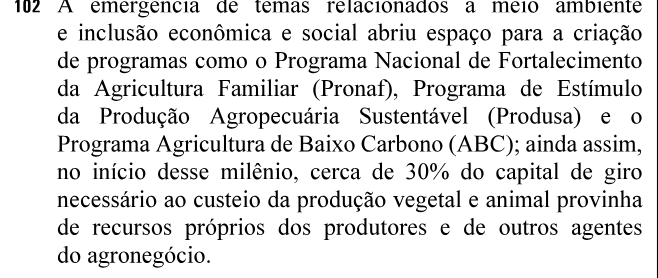 102 A emergência de temas relacionados a meio ambiente
e inclusão econômica e social abriu espaço para a criação
de programas como o Programa Nacional de Fortalecimento
da Agricultura Familiar (Pronaf), Programa de Estímulo
da Produção Agropecuária Sustentável (Produsa) e o
Programa Agricultura de Baixo Carbono (ABC); ainda assim,
no início desse milênio, cerca de 30% do capital de giro
necessário ao custeio da produção vegetal e animal provinha
de recursos próprios dos produtores e de outros agentes
do agronegócio.